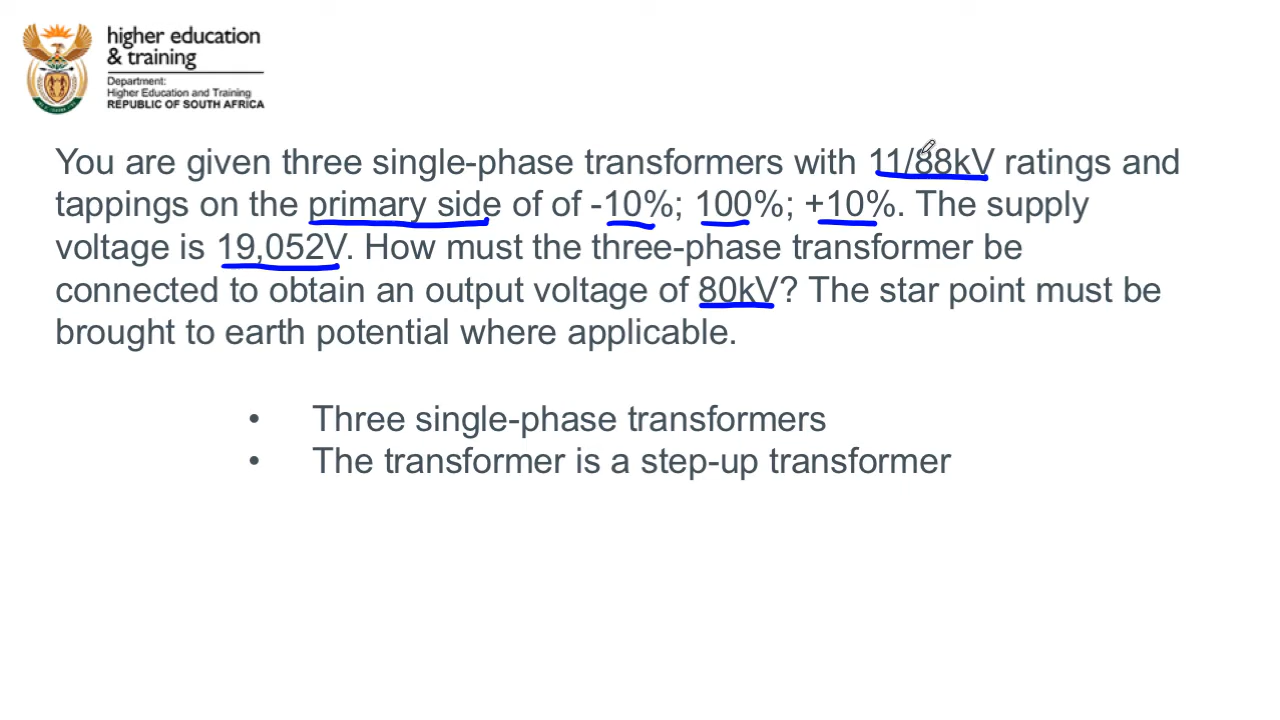 higher education
& training
Department:
Higher Education and Training
REPUBLIC OF SOUTH AFRICA
You are given three single-phase transformers with 11/88kV ratings and
tappings on the primary side of of -10%; 100%; +10%. The supply
voltage is 19,052V. How must the three-phase transformer be
connected to obtain an output voltage of 80kV? The star point must be
brought to earth potential where applicable.
• Three single-phase transformers
• The transformer is a step-up transformer